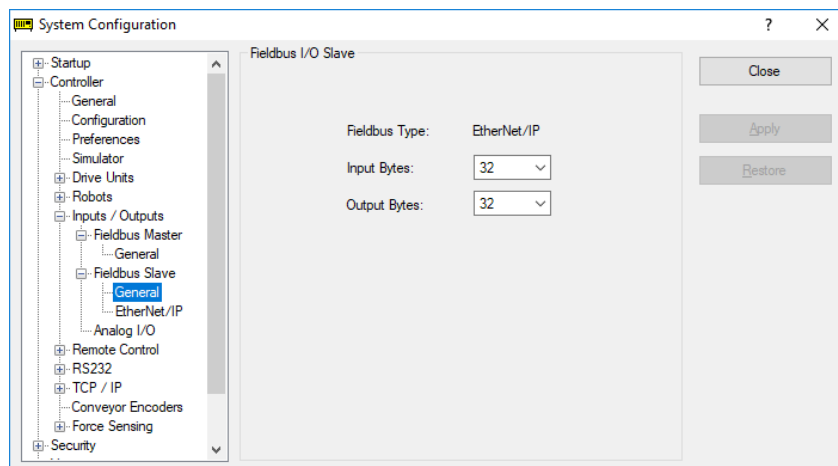 System Configuration
Startup
Controller
General
Configuration
Preferences
Simulator
Drive Units
Robots
Inputs / Outputs
Fieldbus Master
General
Fieldbus Slave
General
EtherNet/IP
Analog I/O
Remote Control
RS232
TCP / IP
Conveyor Encoders
Force Sensing
Security
Fieldbus I/O Slave
Fieldbus Type: EtherNet/IP
Input Bytes: 32
Output Bytes: 32
Close
Apply
Restore